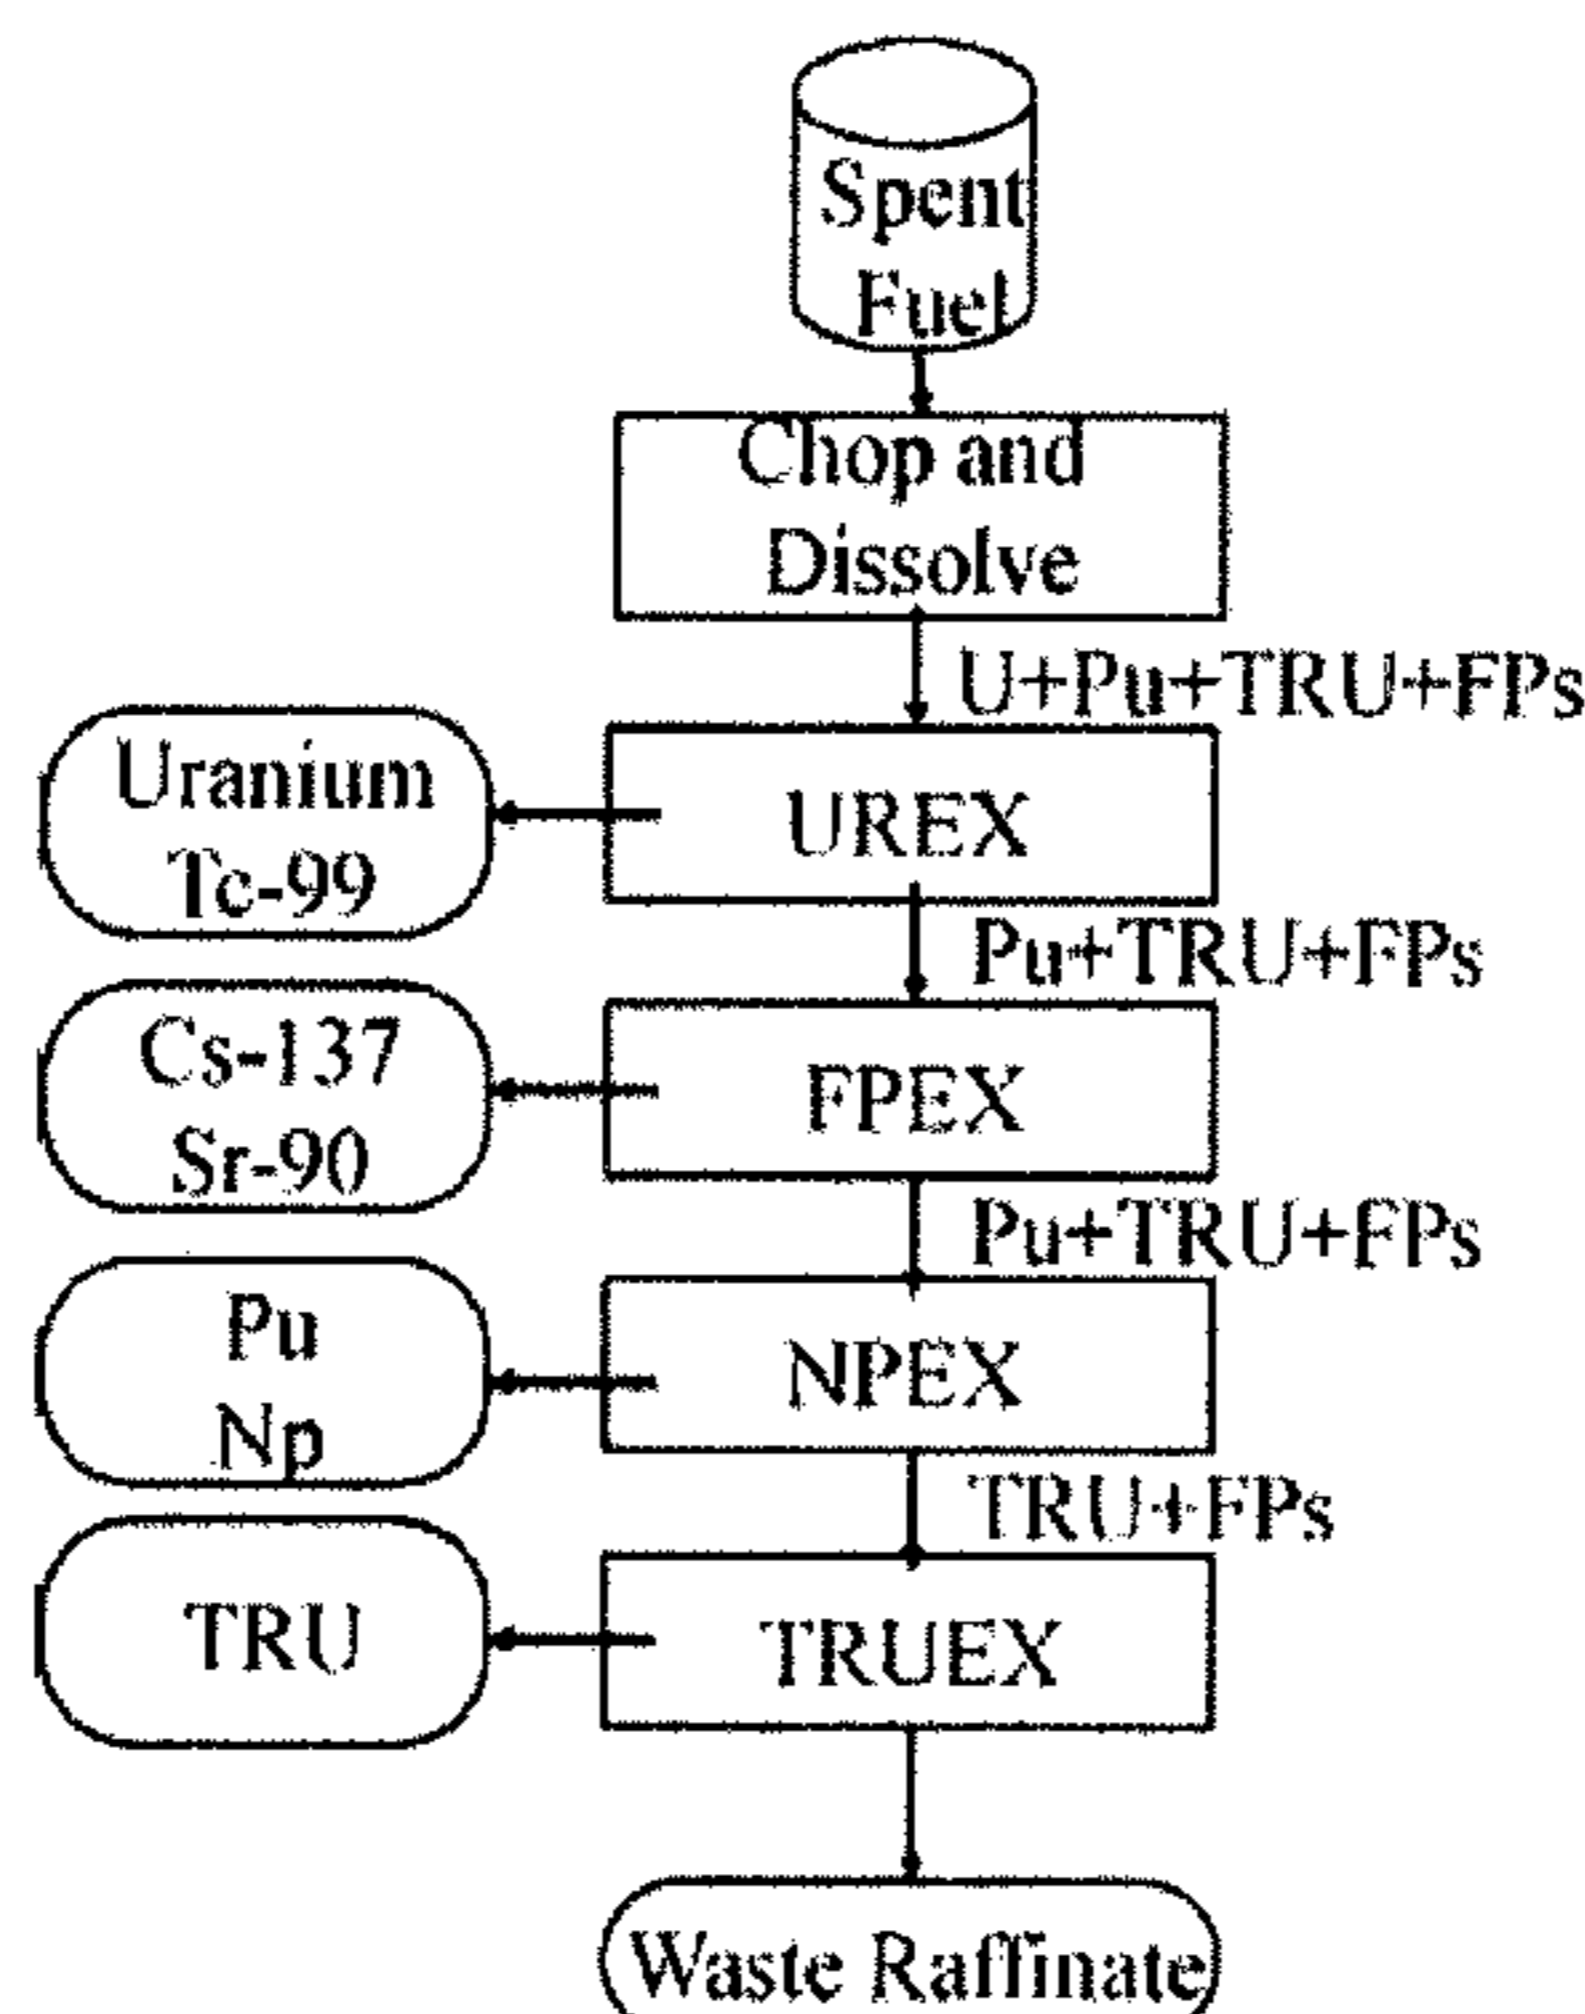 Spent
Fuel
Chop and
Dissolve
U+Pu+TRU+FPs
Uranium
Tc-99
UREX
Pu+TRU+FPs
Cs-137
Sr-90
FPEX
Pu+TRU+FPs
Pu
Np
NPEX
TRU+FPs
TRU
TRUEX
Waste Raffinate